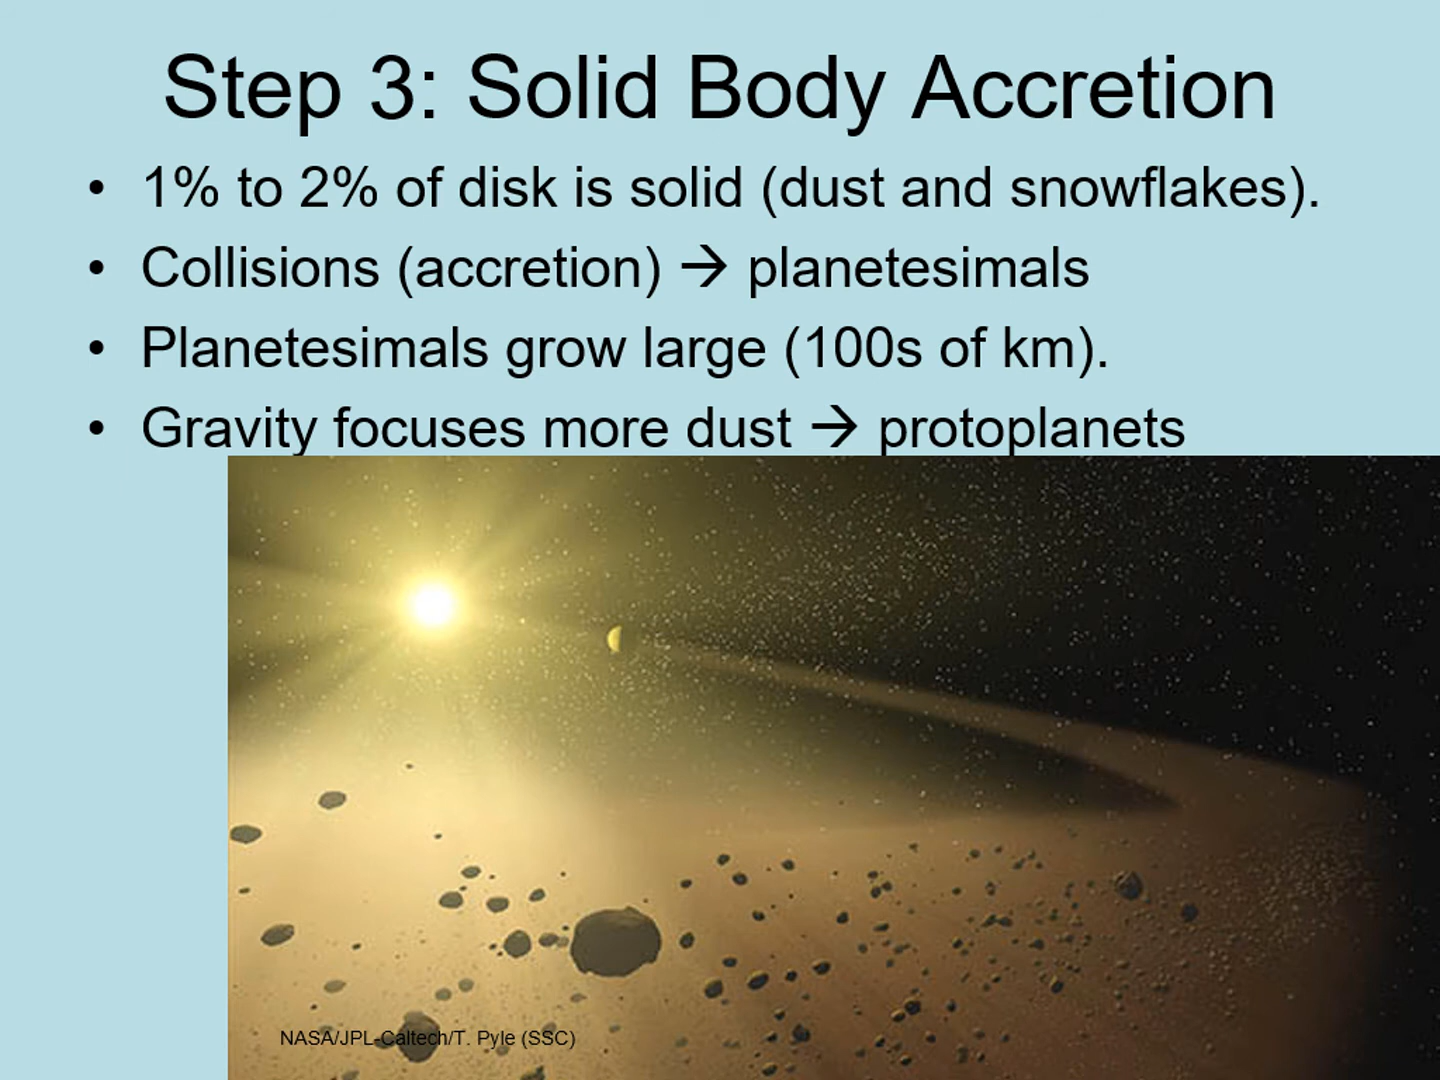 Step 3: Solid Body Accretion
• 1% to 2% of disk is solid (dust and snowflakes).
• Collisions (accretion) → planetesimals
• Planetesimals grow large (100s of km).
• Gravity focuses more dust → protoplanets
NASA/JPL-Caltech/T. Pyle (SSC)